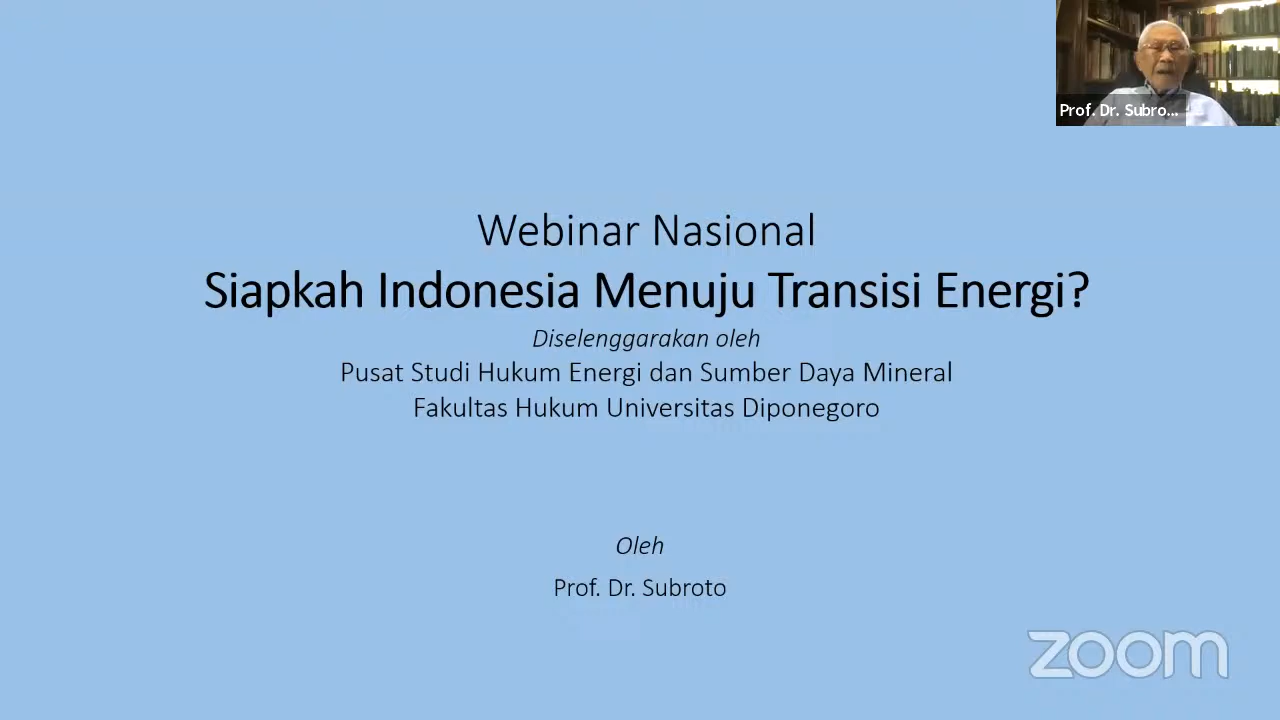 Prof. Dr. Subro...
Webinar Nasional
Siapkah Indonesia Menuju Transisi Energi?
Diselenggarakan oleh
Pusat Studi Hukum Energi dan Sumber Daya Mineral
Fakultas Hukum Universitas Diponegoro
Oleh
Prof. Dr. Subroto
zoom